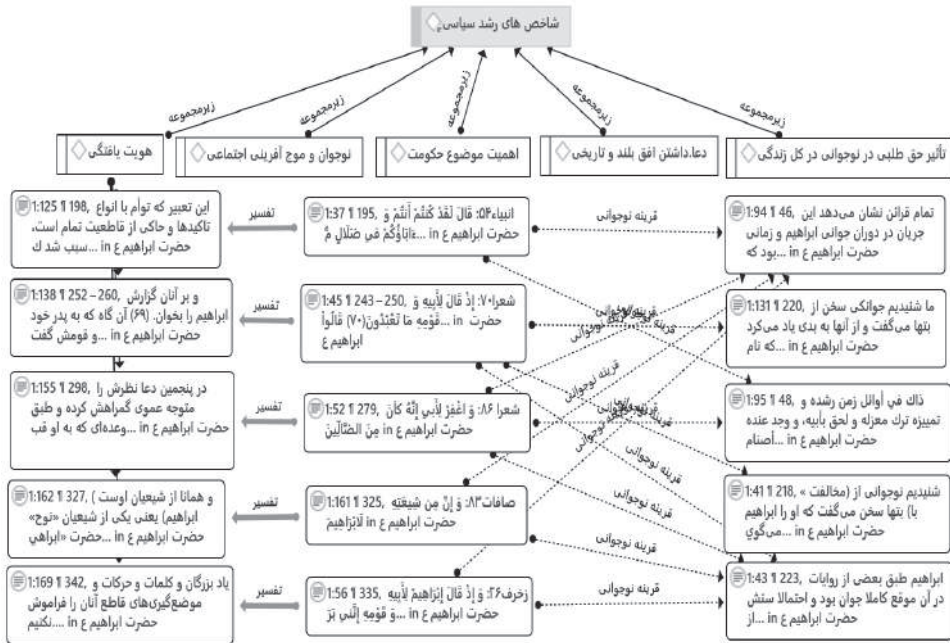 شاخص های رشد سیاسی
زیرمجموعه
زیرمجموعه
زیرمجموعه
زیرمجموعه
زیرمجموعه
هویت یافتگی
نوجوان و موج آفرینی اجتماعی
اهمیت موضوع حکومت
دعا.داشتن افق بلند و تاریخی
تأثیر حق طلبی در نوجوانی در کل زندگی
1:125 ¶ 198, این تعبیر که توأم با انواع
تاکیدها و حاکی از قاطعیت تمام است،
سبب شد ك... in حضرت ابراهیم ع
تفسیر
1:37 ¶ 195, انبیاء۵۴: قَالَ لَقَدْ كُنْتُمْ أَنْتُمْ وَ
ءَابَاؤُكُمْ فِي ضَلَالٍ مُّ...
in حضرت ابراهیم ع
قرینه نوجوانی
1:94 ¶ 46, تمام قرائن نشان می‌دهد این
جریان در دوران جوانی ابراهیم و زمانی
بود که... in
حضرت ابراهیم ع
1:138 ¶ 252 – 260, و بر آنان گزارش
ابراهیم را بخوان. (۶۹) آن گاه که به پدر خود
و قومش گفت... in
حضرت ابراهیم ع
تفسیر
1:45 ¶ 243 – 250, شعرا۷۰: إِذْ قَالَ لِأَبِيهِ وَ
قَوْمِهِ مَا تَعْبُدُونَ(۷۰) قَالُواْ... in حضرت
ابراهیم ع
قرینه نوجوانی
1:131 ¶ 220, ما شنیدیم جوانکی سخن از
بتها می‌گفت و از آنها به بدی یاد می‌کرد
که نام... in
حضرت ابراهیم ع
1:155 ¶ 298, در پنجمین دعا نظرش را
متوجه عموی گمراهش کرده و طبق
وعده‌ای که به او قب...
in حضرت ابراهیم ع
تفسیر
1:52 ¶ 279, شعرا ۸۶: وَ اغْفِرْ لِأَبِي إِنَّهُ كاَنَ
مِنَ الضَّالِّينَ in حضرت ابراهیم ع
قرینه نوجوانی
1:95 ¶ 48, ذاك في أوائل زمن رشده و
تمییزه ترك معزله و لحق بأبیه، و وجد عنده
أصنام...
in حضرت ابراهیم ع
1:162 ¶ 327, و همانا از شیعیان اوست )
ابراهیم) یعنی یکی از شیعیان «نوح»
حضرت «ابراهی... in حضرت ابراهیم ع
تفسیر
1:161 ¶ 325, صافات۸۳: وَ إِنَّ مِن شِيعَتِهِ
لَابْرَاهِيمَ in حضرت ابراهیم ع
قرینه نوجوانی
1:41 ¶ 218, شنیدیم نوجوانی از (مخالفت »
با) بتها سخن می‌گفت که او را ابراهیم
می‌گوي... in
حضرت ابراهیم ع
1:169 ¶ 342, یاد بزرگان و کلمات و حرکات و
موضع‌گیری‌های قاطع آنان را فراموش
نکنیم.... in حضرت ابراهیم ع
تفسیر
1:56 ¶ 335, زخرف۲۶: وَ إِذْ قَالَ إِبْرَاهِيمُ لِأَبِيهِ
وَ قَوْمِهِ إِنَّنِي بَرَ... in حضرت ابراهیم ع
قرینه نوجوانی
1:43 ¶ 223, ابراهیم طبق بعضی از روایات
در آن موقع کاملا جوان بود و احتمالا سنش
از... in حضرت ابراهیم ع